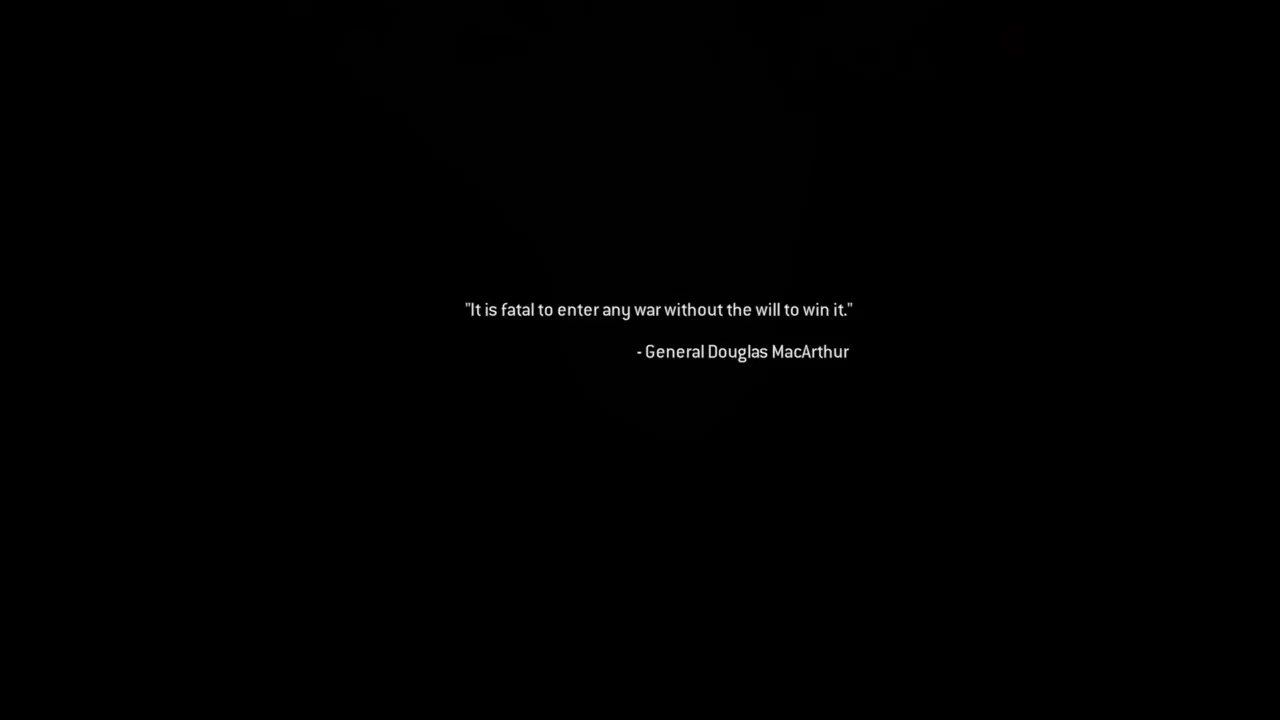 "It is fatal to enter any war without the will to win it."
- General Douglas MacArthur